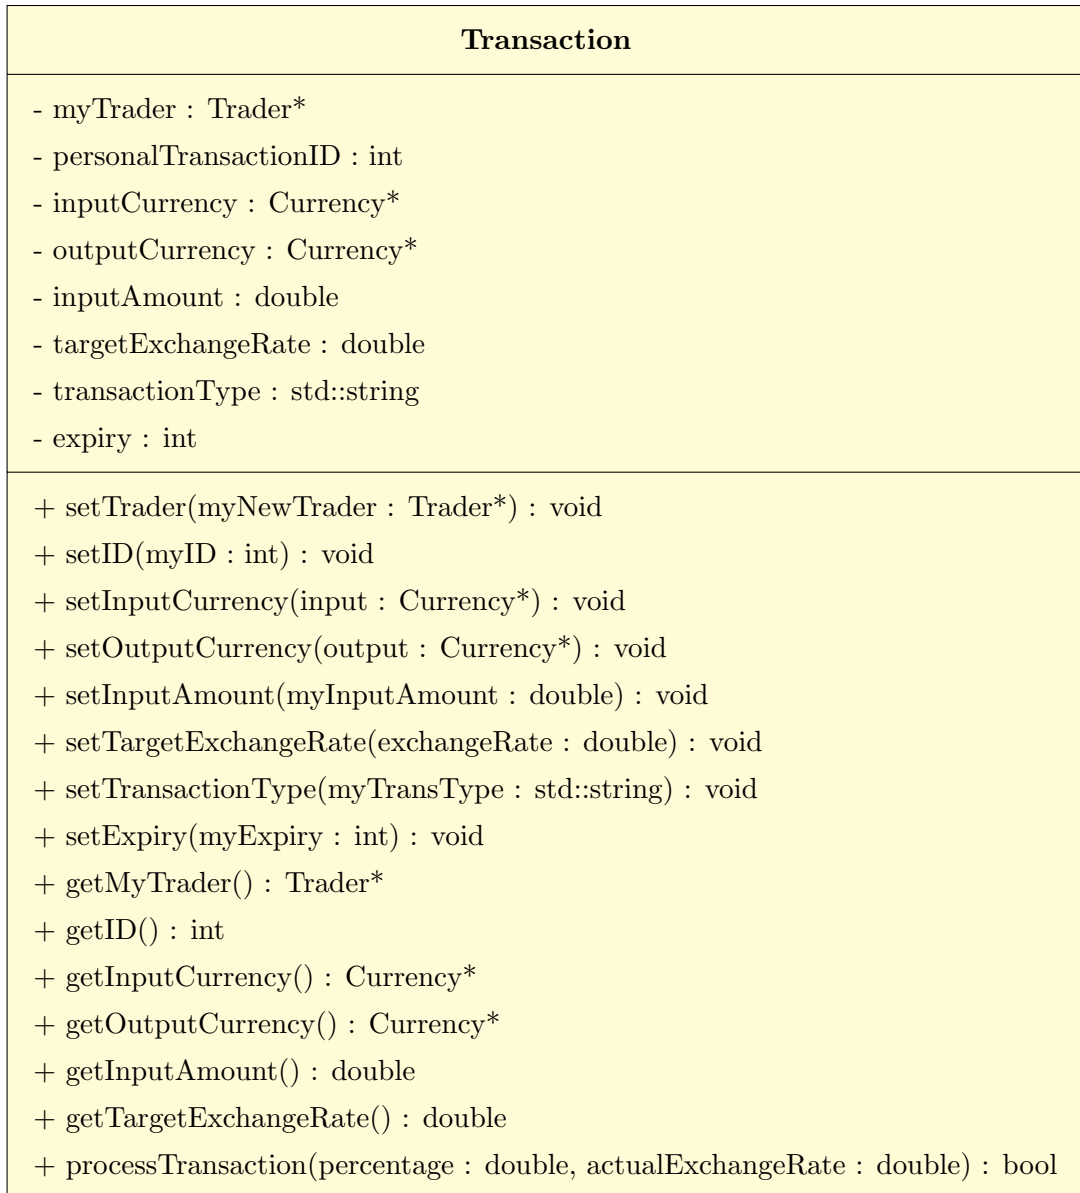 Transaction
- myTrader : Trader*
- personalTransactionID : int
- inputCurrency : Currency*
- outputCurrency : Currency*
- inputAmount : double
- targetExchangeRate : double
- transactionType : std::string
- expiry : int
+ setTrader(myNewTrader : Trader*) : void
+ setID(myID : int) : void
+ setInputCurrency(input : Currency*) : void
+ setOutputCurrency(output : Currency*) : void
+ setInputAmount(myInputAmount : double) : void
+ setTargetExchangeRate(exchangeRate : double) : void
+ setTransactionType(myTransType : std::string) : void
+ setExpiry(myExpiry : int) : void
+ getMyTrader() : Trader*
+ getID() : int
+ getInputCurrency() : Currency*
+ getOutputCurrency() : Currency*
+ getInputAmount() : double
+ getTargetExchangeRate() : double
+ processTransaction(percentage : double, actualExchangeRate : double) : bool